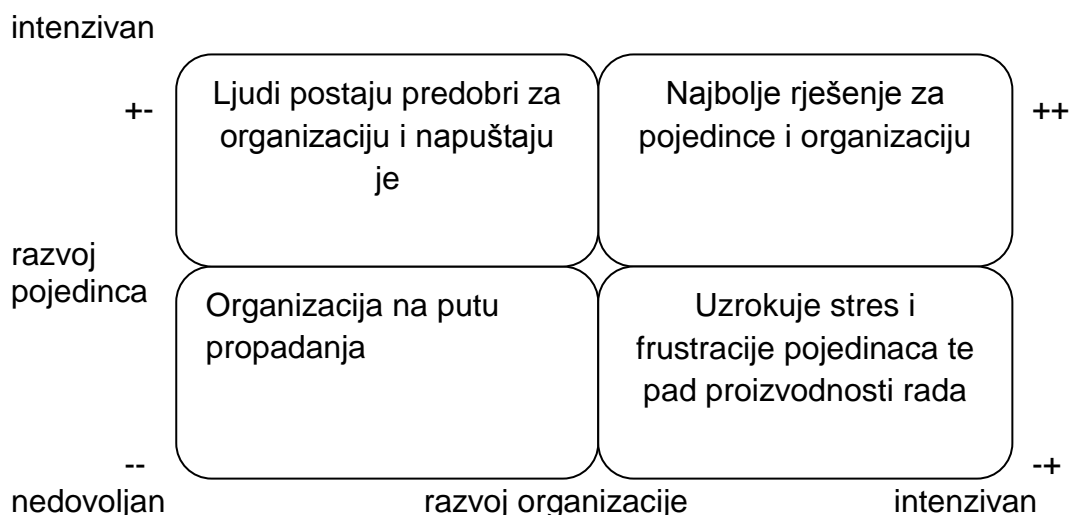 intenzivan
+-
Ljudi postaju predobri za
organizaciju i napuštaju
je
Najbolje rješenje za
pojedince i organizaciju
++
razvoj
pojedinca
Organizacija na putu
propadanja
Uzrokuje stres i
frustracije pojedinaca te
pad proizvodnosti rada
--
-+
nedovoljan
razvoj organizacije
intenzivan